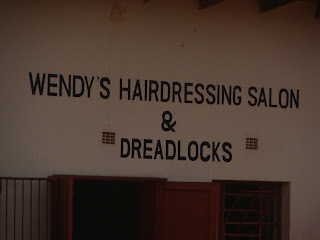 WENDY'S HAIRDRESSING SALON
&
DREADLOCKS